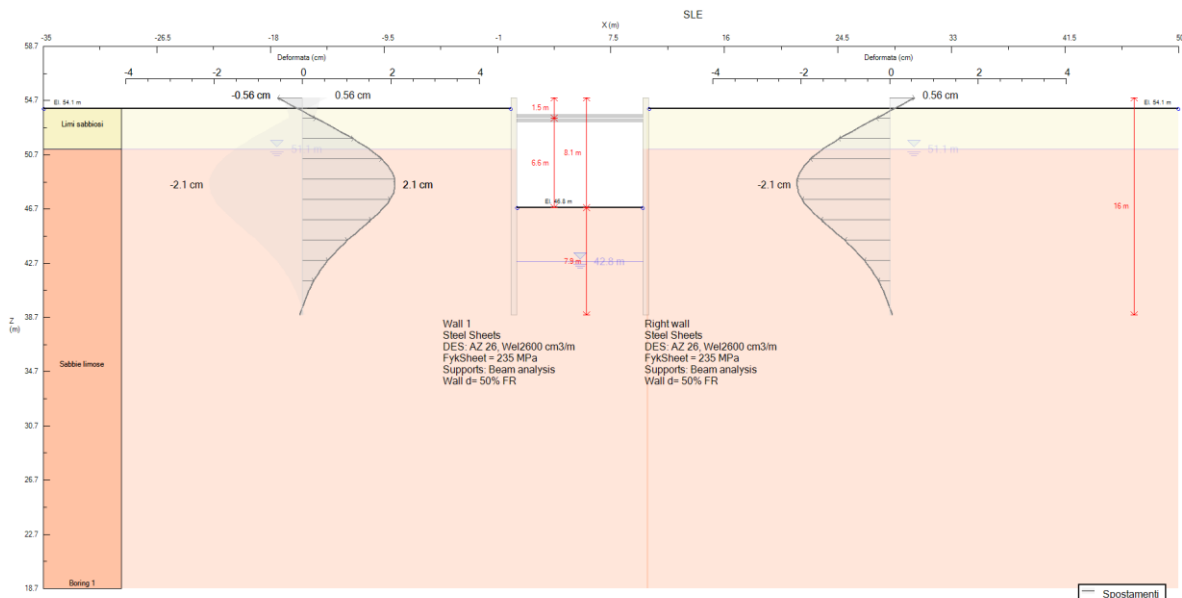 SLE
X (m)
-35 -26.5 -18 -9.5 -1 7.5 16 24.5 33 41.5 50
58.7
Deformata (cm)
Deformata (cm)
-4 -2 0 2 4
-4 -2 0 2 4
-0.56 cm 0.56 cm
0.56 cm
54.7
El. 54.1 m
El. 54.1 m
1.5 m
Limi sabbiosi
51.1 m
51.1 m
50.7
8.1 m
6.6 m
-2.1 cm 2.1 cm
-2.1 cm
El. 46.8 m
46.7
16 m
42.7
7.9 m
42.8 m
38.7
Z
(m)
Wall 1
Steel Sheets
DES: AZ 26, Wel2600 cm3/m
FykSheet = 235 MPa
Supports: Beam analysis
Wall d= 50% FR
Right wall
Steel Sheets
DES: AZ 26, Wel2600 cm3/m
FykSheet = 235 MPa
Supports: Beam analysis
Wall d= 50% FR
Sabbie limose
34.7
30.7
26.7
22.7
Boring 1
18.7
Spostamenti